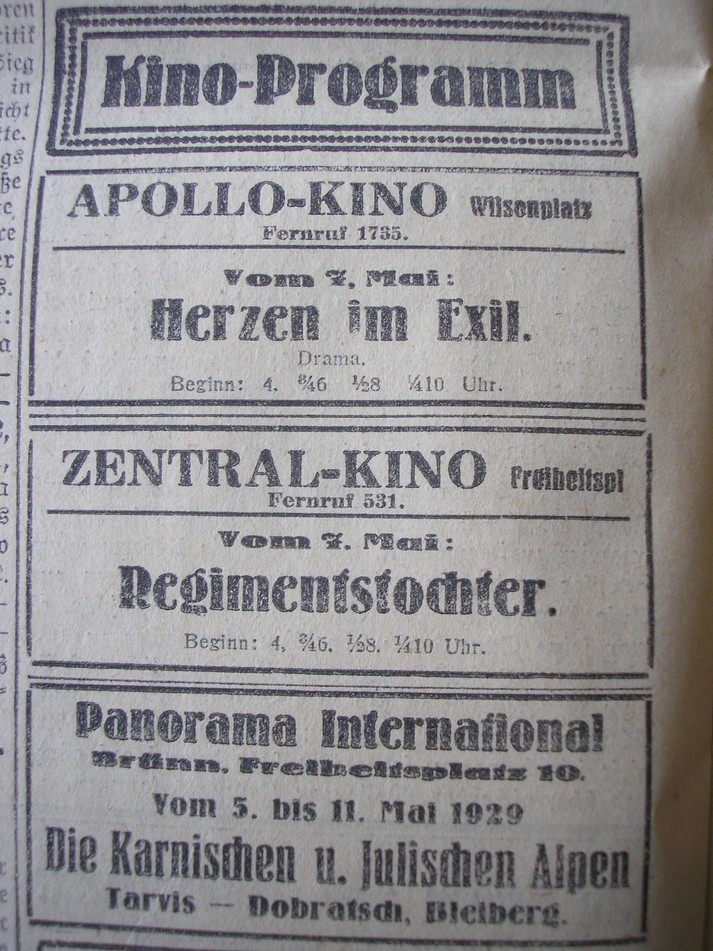 Kino-Programm
APOLLO-KINO Wilsonplatz
Fernruf 1735.
Vom 7. Mai:
Herzen im Exil.
Drama.
Beginn: 4. ¾6 ½8 ¼10 Uhr.
ZENTRAL-KINO Freiheitspl
Fernruf 531.
Vom 7. Mai:
Regimentstochter.
Beginn: 4, ¾6. ½8. ¼10 Uhr.
Panorama International
Brünn, Freiheitsplatz 10.
Vom 5. bis 11. Mai 1929
Die Karnischen u. Julischen Alpen
Tarvis — Dobratsch, Bleiberg.